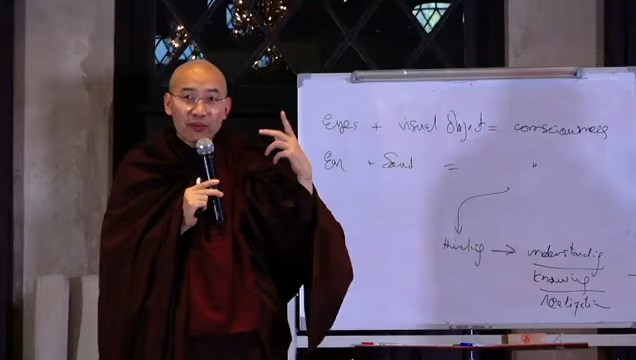 Eyes + visual Object = consciousness
Ear + Sound = "
thinking → understanding
knowing
realization